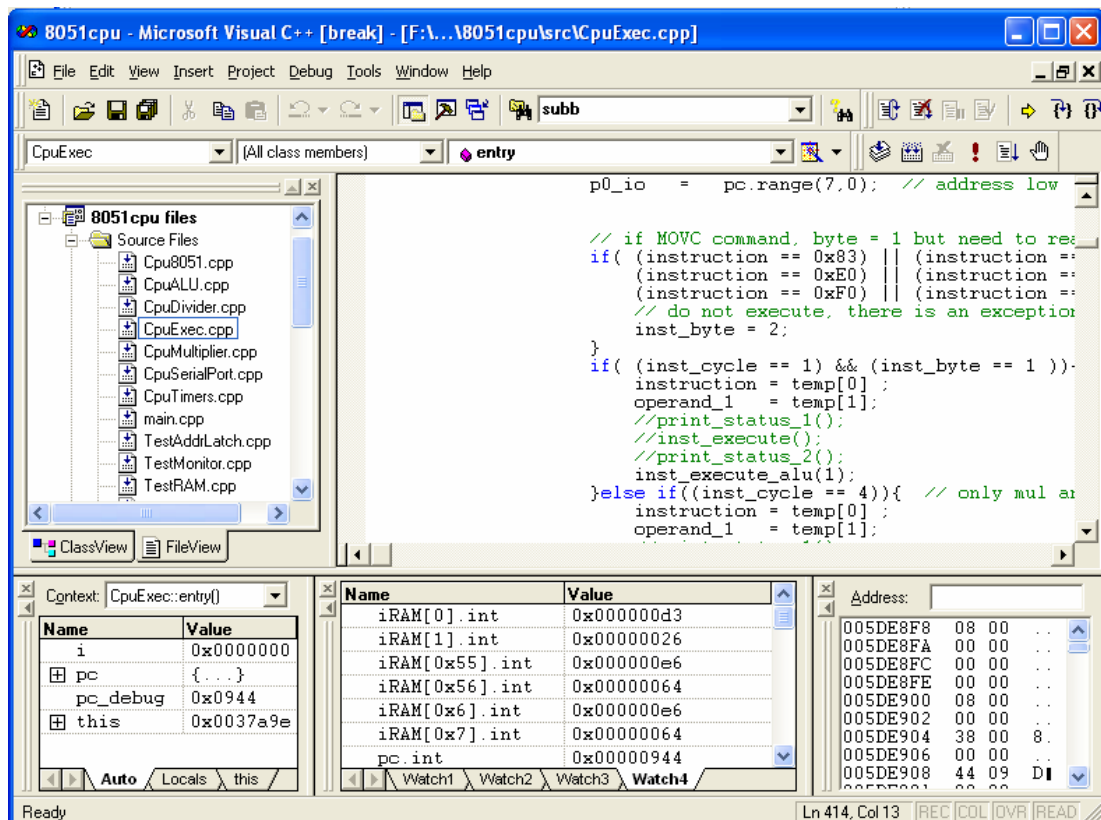 8051cpu - Microsoft Visual C++ [break] - [F:\...\8051cpu\src\CpuExec.cpp]
File Edit View Insert Project Debug Tools Window Help
subb
CpuExec (All class members) entry
8051cpu files
Source Files
Cpu8051.cpp
CpuALU.cpp
CpuDivider.cpp
CpuExec.cpp
CpuMultiplier.cpp
CpuSerialPort.cpp
CpuTimers.cpp
main.cpp
TestAddrLatch.cpp
TestMonitor.cpp
TestRAM.cpp
ClassView FileView
p0_io = pc.range(7,0); // address low
// if MOVC command, byte = 1 but need to rea
if( (instruction == 0x83) || (instruction ==
(instruction == 0xE0) || (instruction ==
(instruction == 0xF0) || (instruction ==
// do not execute, there is an exception
inst_byte = 2;
}
if( (inst_cycle == 1) && (inst_byte == 1 )){
instruction = temp[0] ;
operand_1 = temp[1];
//print_status_1();
//inst_execute();
//print_status_2();
inst_execute_alu(1);
}else if((inst_cycle == 4)){ // only mul an
instruction = temp[0] ;
operand_1 = temp[1];
Context: CpuExec::entry()
Name Value
i 0x0000000
pc {...}
pc_debug 0x0944
this 0x0037a9e
Auto Locals this
Name Value
iRAM[0].int 0x000000d3
iRAM[1].int 0x00000026
iRAM[0x55].int 0x000000e6
iRAM[0x56].int 0x00000064
iRAM[0x6].int 0x000000e6
iRAM[0x7].int 0x00000064
pc.int 0x00000944
Watch1 Watch2 Watch3 Watch4
Address:
005DE8F8 08 00 ..
005DE8FA 00 00 ..
005DE8FC 00 00 ..
005DE8FE 00 00 ..
005DE900 08 00 ..
005DE902 00 00 ..
005DE904 38 00 8.
005DE906 00 00 ..
005DE908 44 09 D
Ready Ln 414, Col 13 REC COL OVR READ